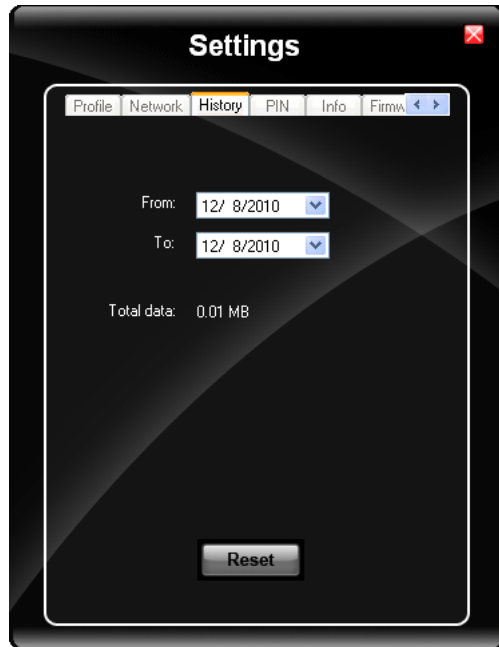 Settings
Profile Network History PIN Info Firmw
From: 12/ 8/2010
To: 12/ 8/2010
Total data: 0.01 MB
Reset